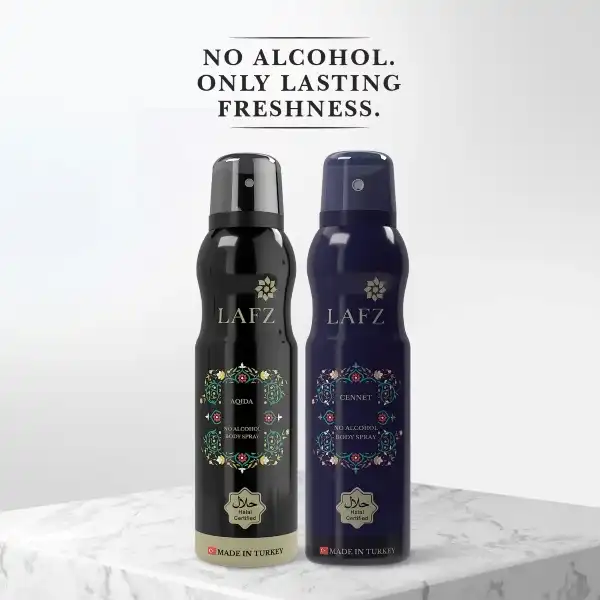 NO ALCOHOL.
ONLY LASTING
FRESHNESS.
LAFZ
AQIDA
NO ALCOHOL
BODY SPRAY
حلال
Halal
Certified
MADE IN TURKEY
LAFZ
CENNET
NO ALCOHOL
BODY SPRAY
حلال
Halal
Certified
MADE IN TURKEY